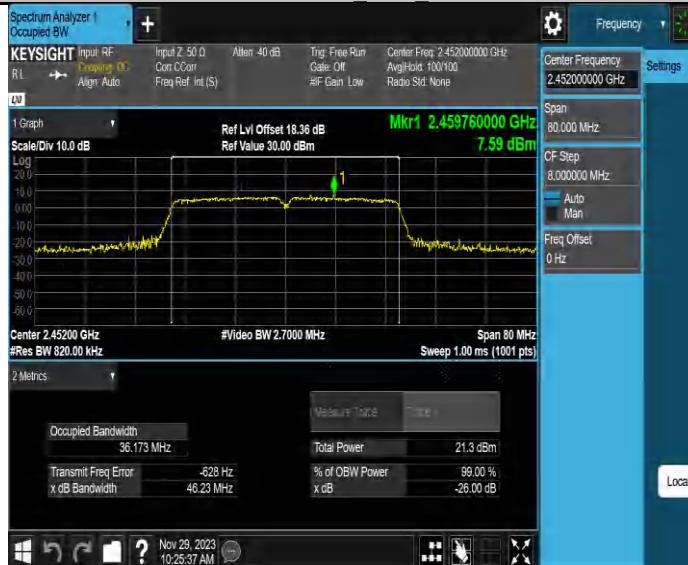 Spectrum Analyzer 1
Occupied BW
Frequency
KEYSIGHT
Input: RF
Coupling: DC
Align: Auto
Input Z: 50 Ω
Corr CCorr
Freq Ref: Int (S)
Atten: 40 dB
Trig: Free Run
Gate: Off
#IF Gain: Low
Center Freq: 2.452000000 GHz
Avg|Hold: 100/100
Radio Std: None
RL
1 Graph
Scale/Div 10.0 dB
Ref Lvl Offset 18.36 dB
Ref Value 30.00 dBm
Mkr1 2.459760000 GHz
7.59 dBm
Log
20.0
10.0
0.00
-10.0
-20.0
-30.0
-40.0
-50.0
-60.0
1
Center 2.45200 GHz
#Res BW 820.00 kHz
#Video BW 2.7000 MHz
Span 80 MHz
Sweep 1.00 ms (1001 pts)
2 Metrics
Measure Trace
Occupied Bandwidth
36.173 MHz
Total Power 21.3 dBm
Transmit Freq Error -628 Hz
% of OBW Power 99.00 %
x dB Bandwidth 46.23 MHz
x dB -26.00 dB
Nov 29, 2023
10:25:37 AM
Center Frequency
2.452000000 GHz
Settings
Span
80.000 MHz
CF Step
8.000000 MHz
Auto
Man
Freq Offset
0 Hz
Loca